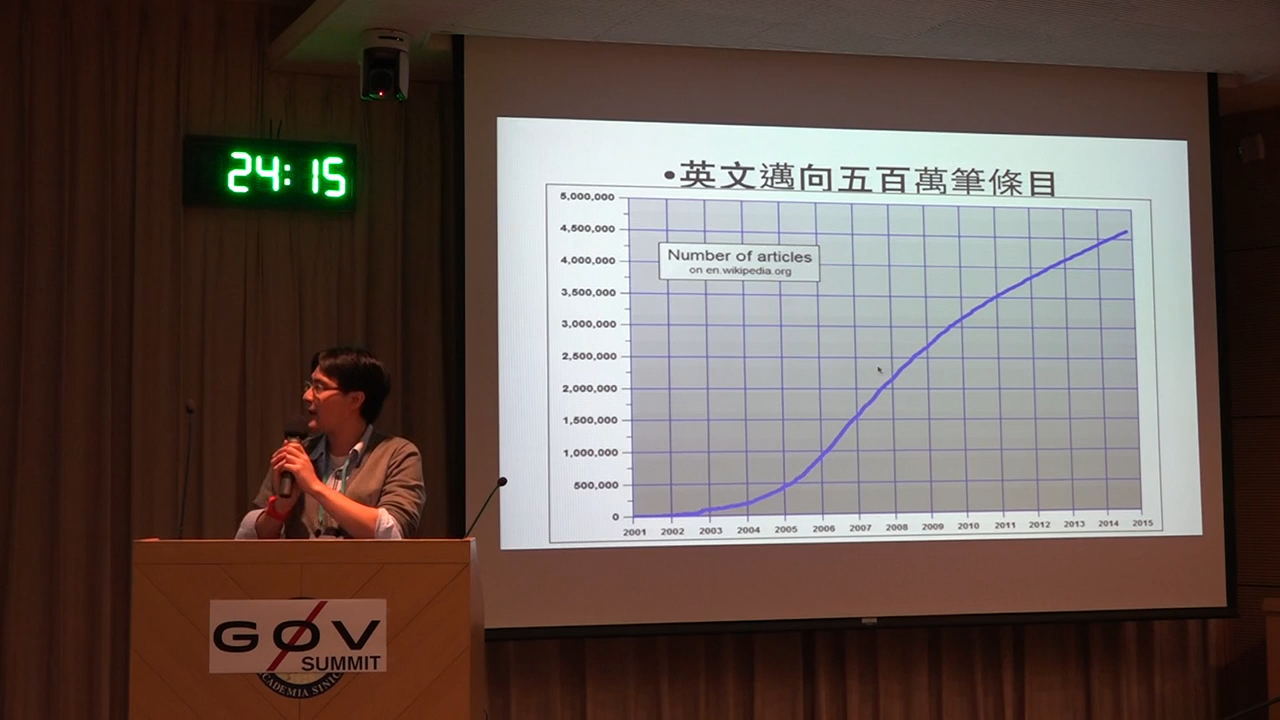 24:15
•英文邁向五百萬筆條目
5,000,000
4,500,000
4,000,000
3,500,000
3,000,000
2,500,000
2,000,000
1,500,000
1,000,000
500,000
0
Number of articles
on en.wikipedia.org
2001 2002 2003 2004 2005 2006 2007 2008 2009 2010 2011 2012 2013 2014 2015
GØV
SUMMIT
CADEMIA SINIC